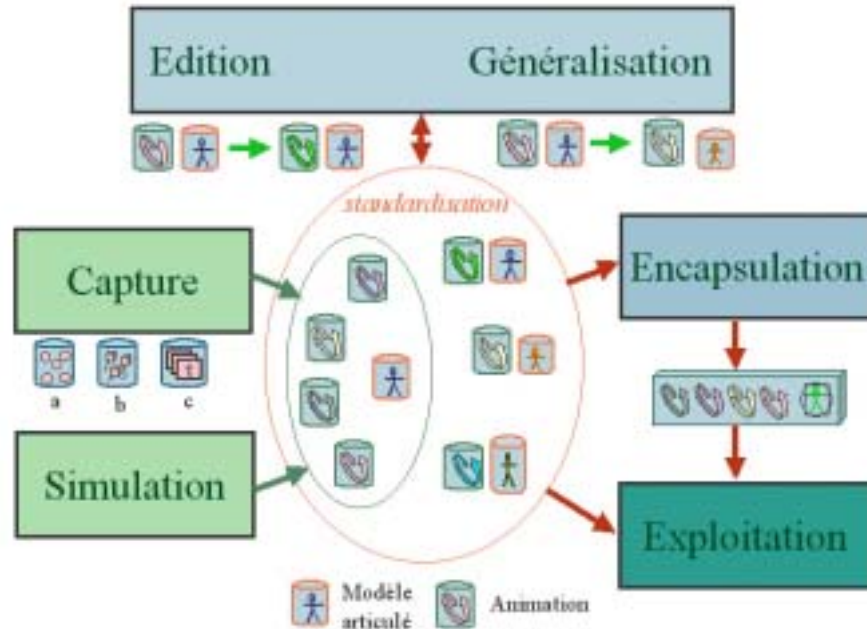 Edition
Généralisation
standardisation
Capture
Encapsulation
a
b
c
Simulation
Exploitation
Modèle
articulé
Animation